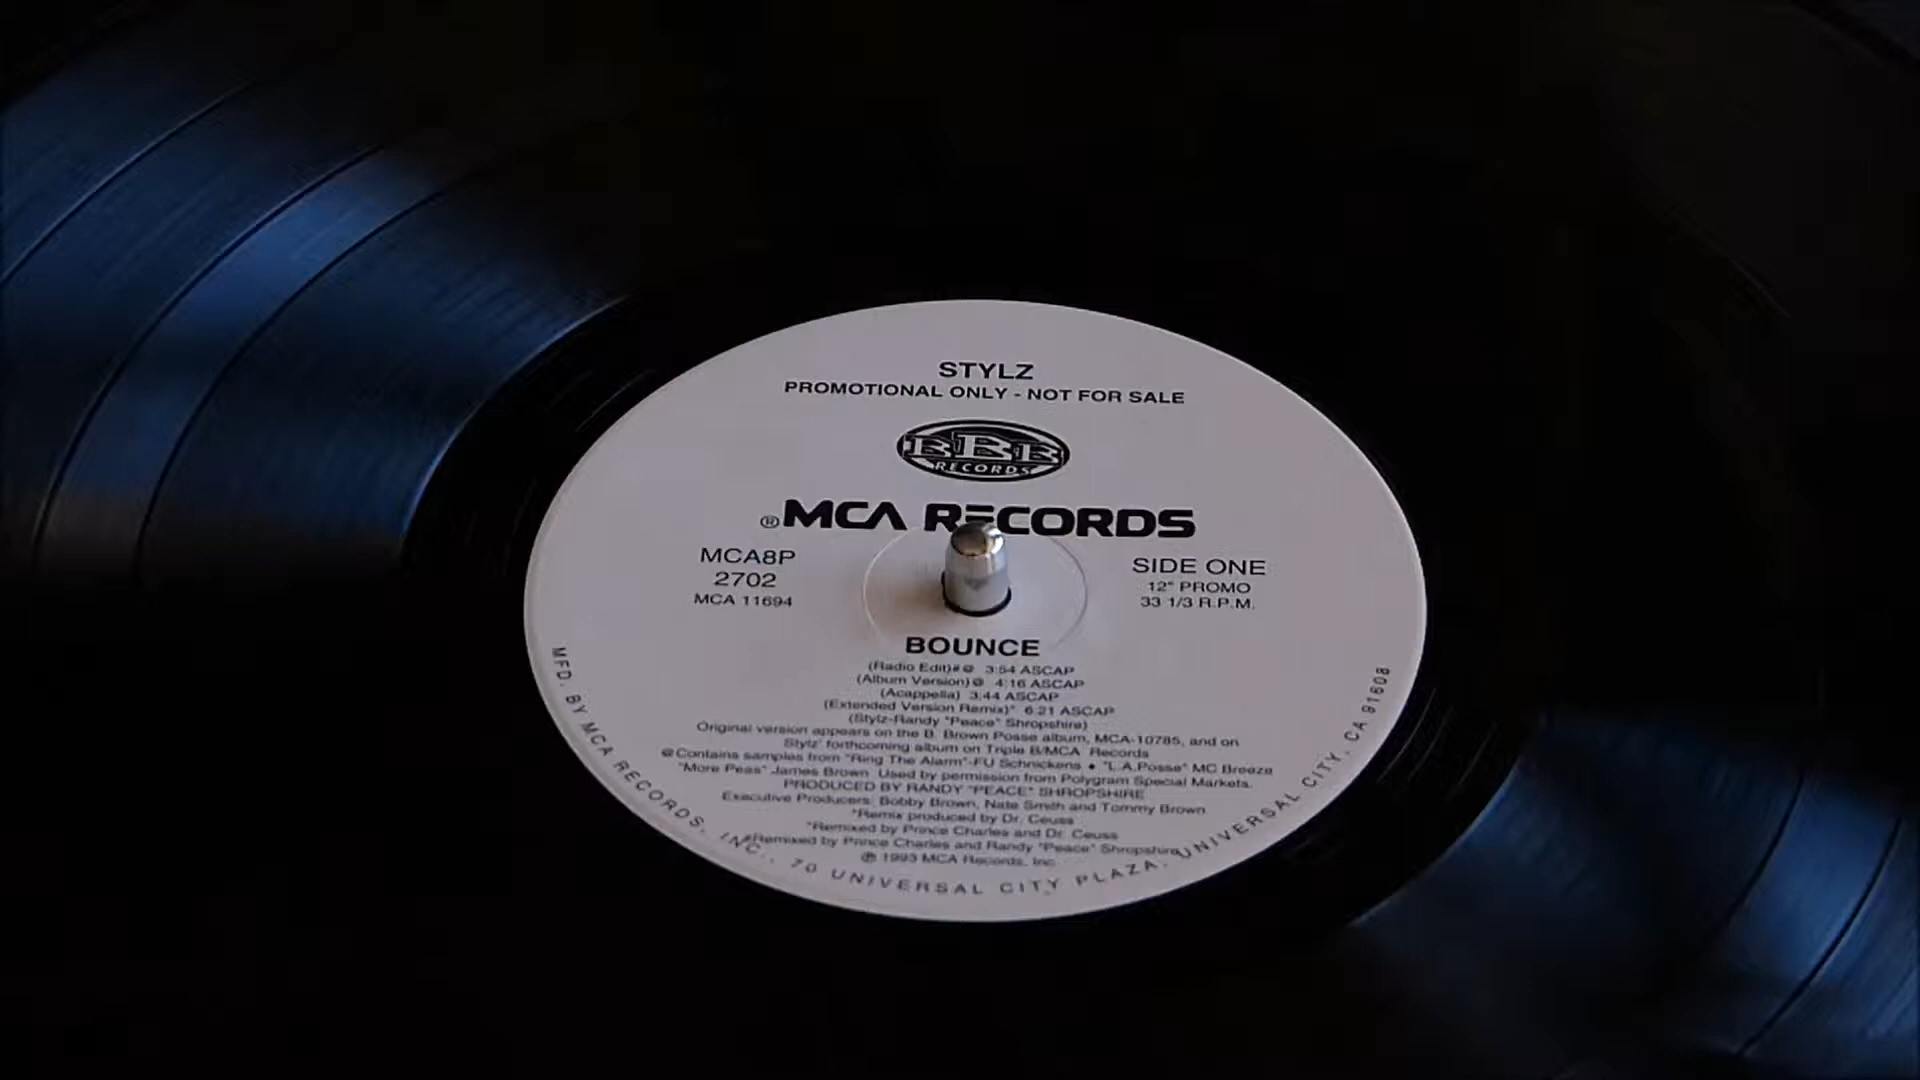 STYLZ
PROMOTIONAL ONLY - NOT FOR SALE
BBB
RECORDS
®MCA RECORDS
MCA8P
2702
MCA 11694
SIDE ONE
12" PROMO
33 1/3 R.P.M.
BOUNCE
(Radio Edit)#@ 3:54 ASCAP
(Album Version)@ 4:16 ASCAP
(Acappella) 3:44 ASCAP
(Extended Version Remix)* 6:21 ASCAP
(Stylz-Randy "Peace" Shropshire)
Original version appears on the B. Brown Posse album, MCA-10785, and on
Stylz' forthcoming album on Triple B/MCA Records
@Contains samples from "Ring The Alarm"-FU Schnickens • "L.A.Posse" MC Breeze
"More Peas" James Brown Used by permission from Polygram Special Markets.
PRODUCED BY RANDY "PEACE" SHROPSHIRE
Executive Producers: Bobby Brown, Nate Smith and Tommy Brown
*Remix produced by Dr. Ceuss
*Remixed by Prince Charles and Dr. Ceuss
#Remixed by Prince Charles and Randy "Peace" Shropshire
℗ 1993 MCA Records, Inc.
MFD. BY MCA RECORDS, INC., 70 UNIVERSAL CITY PLAZA, UNIVERSAL CITY, CA 91608